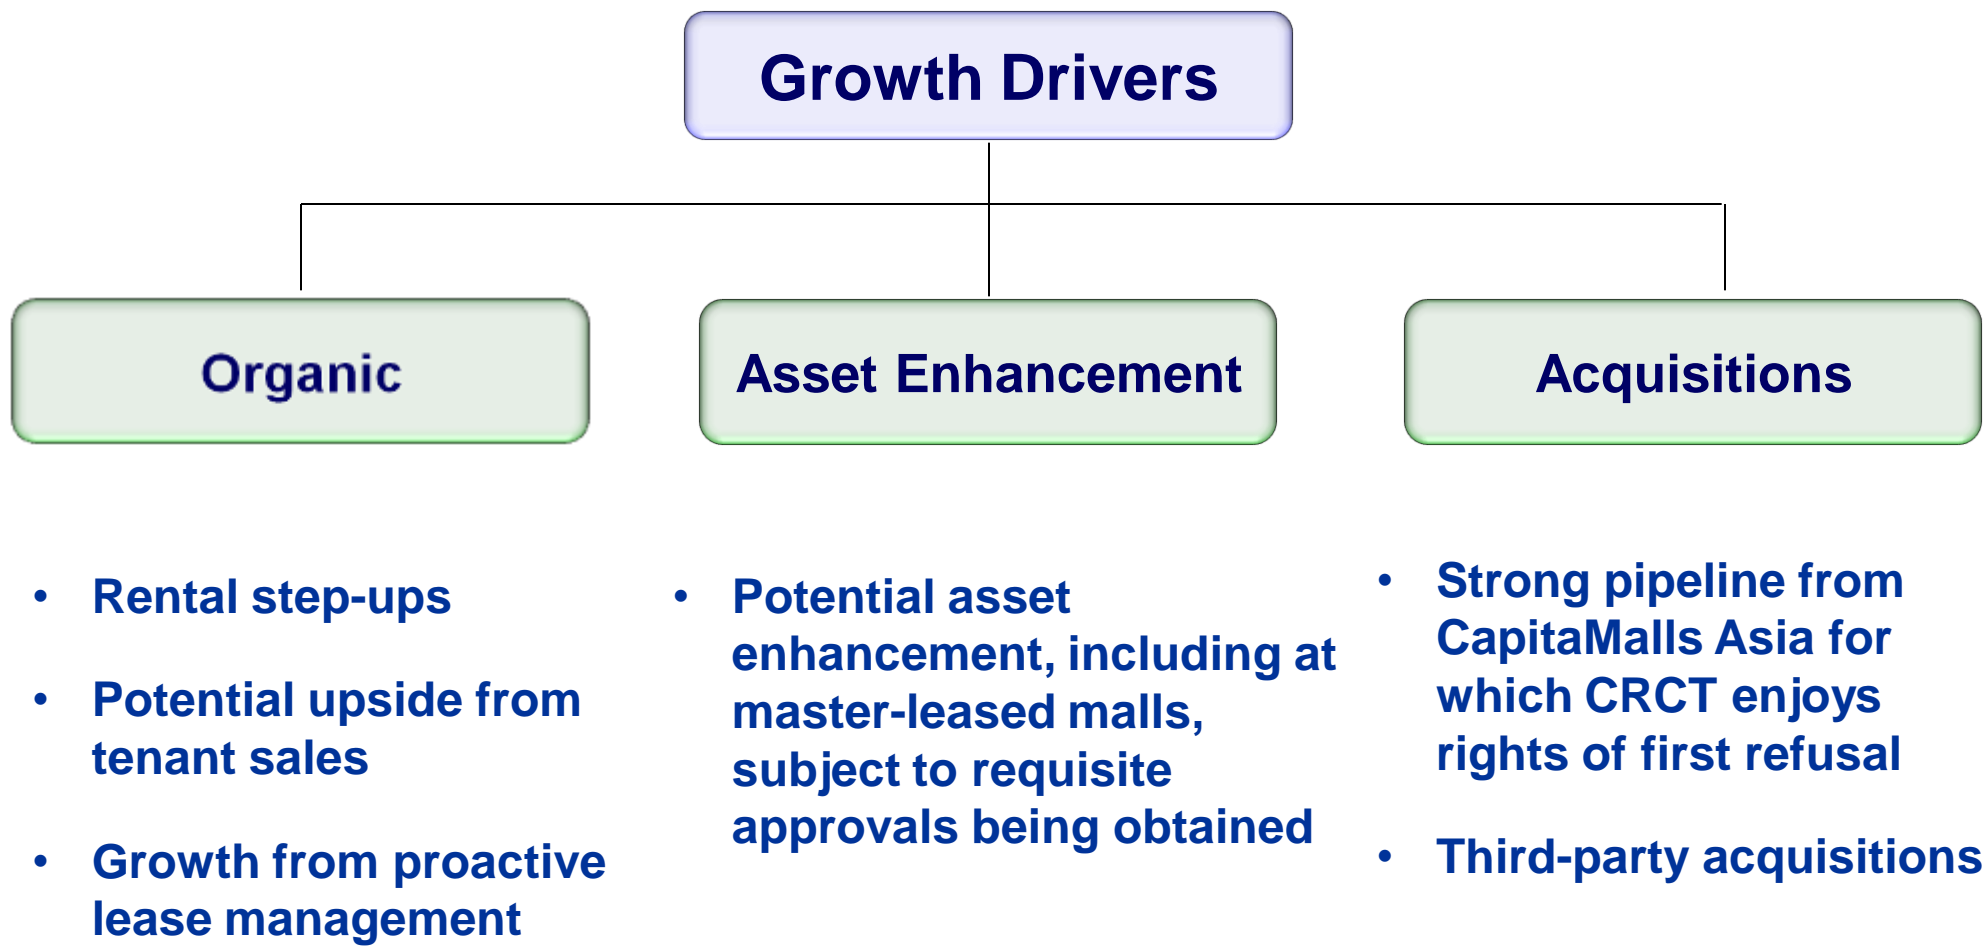 Growth Drivers
Organic
Asset Enhancement
Acquisitions
• Rental step-ups
• Potential upside from
tenant sales
• Growth from proactive
lease management
• Potential asset
enhancement, including at
master-leased malls,
subject to requisite
approvals being obtained
• Strong pipeline from
CapitaMalls Asia for
which CRCT enjoys
rights of first refusal
• Third-party acquisitions